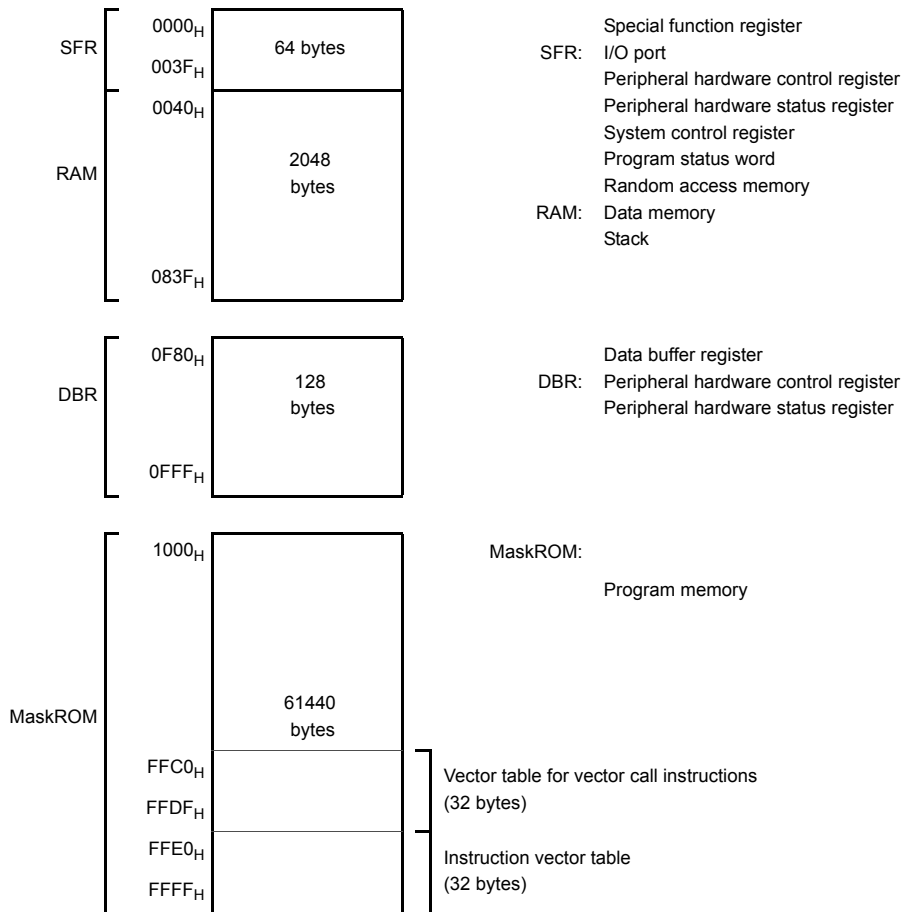 0000H
Special function register
SFR
64 bytes
SFR: I/O port
003FH
Peripheral hardware control register
0040H
Peripheral hardware status register
System control register
2048
Program status word
RAM
bytes
Random access memory
RAM: Data memory
Stack
083FH
0F80H
Data buffer register
128
DBR
bytes
DBR: Peripheral hardware control register
Peripheral hardware status register
0FFFH
1000H
MaskROM:
Program memory
61440
MaskROM
bytes
FFC0H
Vector table for vector call instructions
FFDFH
(32 bytes)
FFE0H
Instruction vector table
FFFFH
(32 bytes)